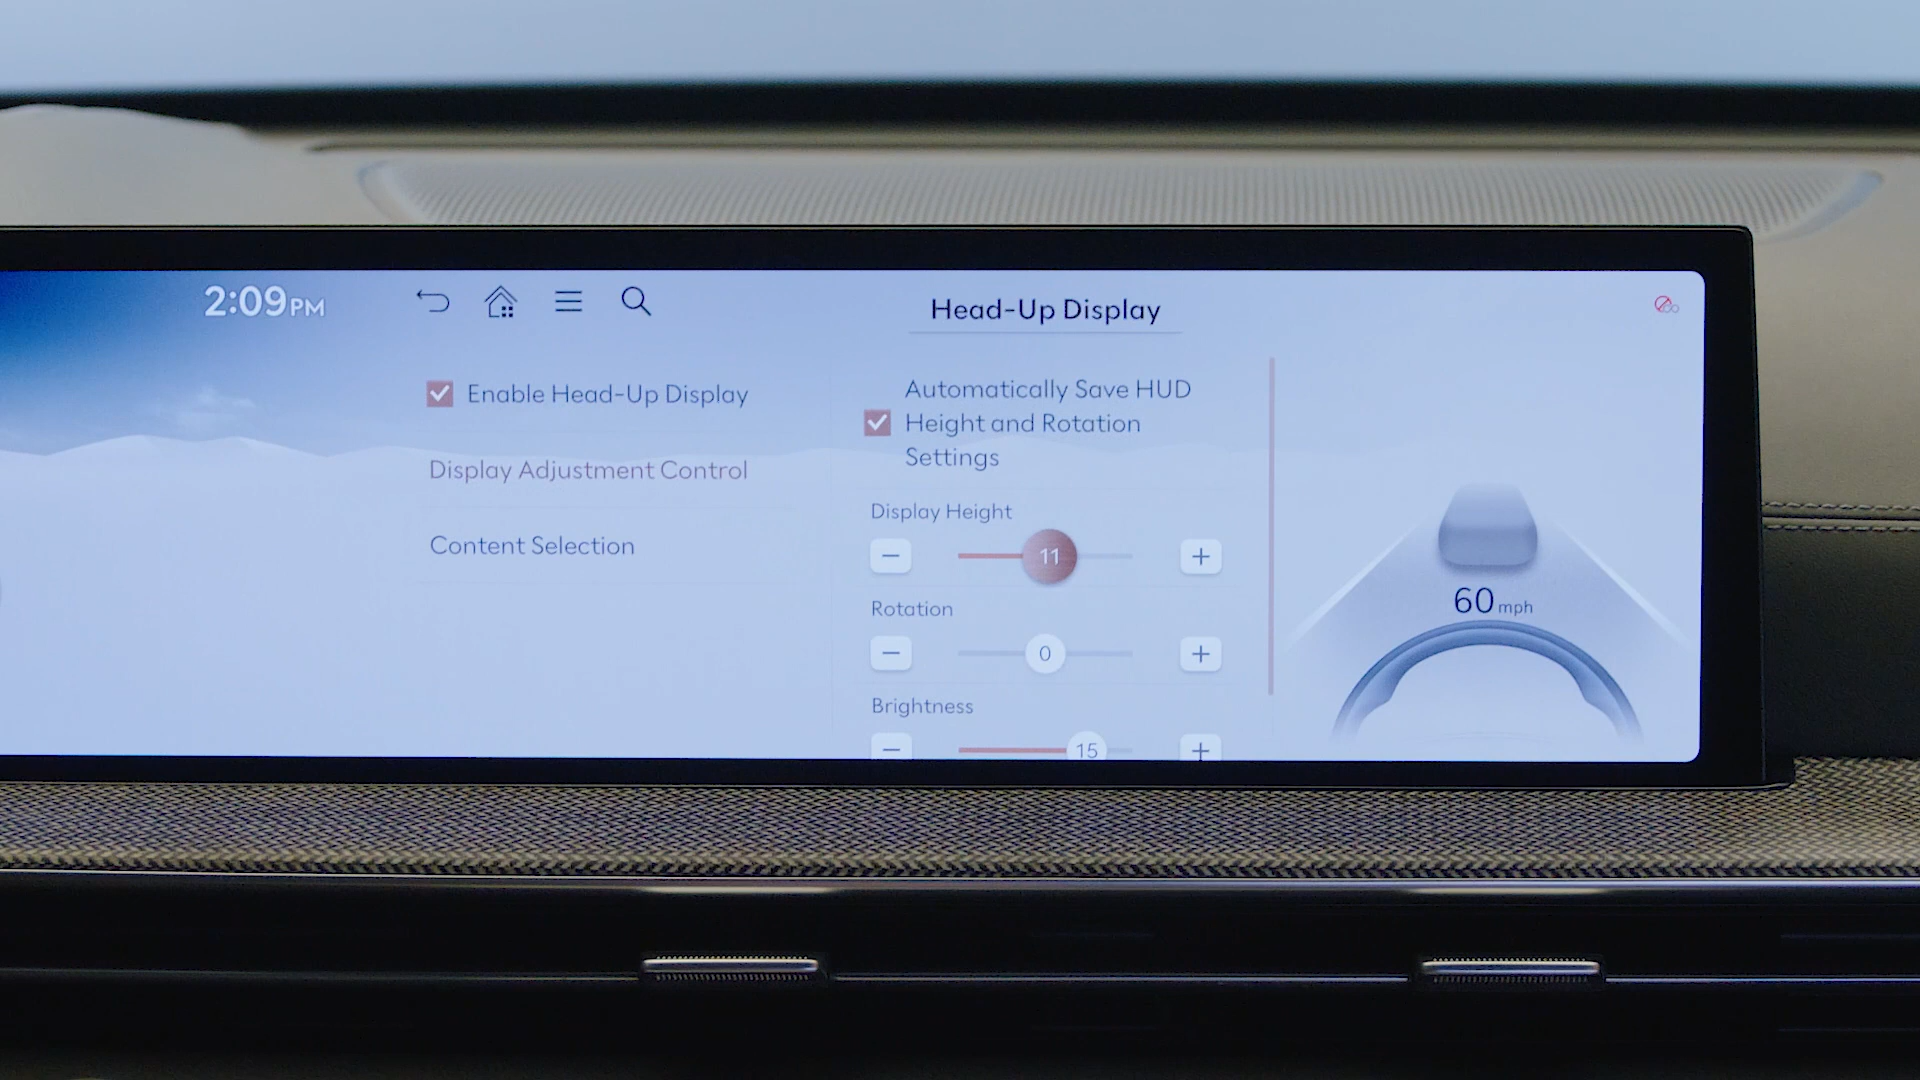 2:09PM
Head-Up Display
Enable Head-Up Display
Display Adjustment Control
Content Selection
Automatically Save HUD
Height and Rotation
Settings
Display Height
11
Rotation
0
Brightness
15
60 mph